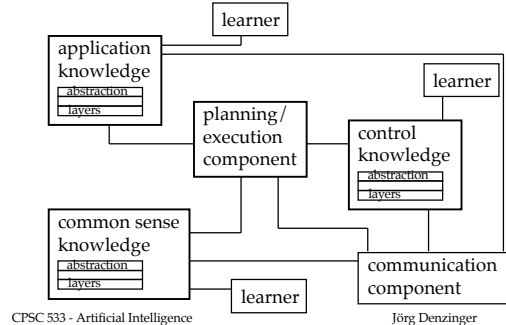 learner
application
knowledge
abstraction
layers
learner
planning/
execution
component
control
knowledge
abstraction
layers
common sense
knowledge
abstraction
layers
communication
component
learner
CPSC 533 - Artificial Intelligence
Jörg Denzinger